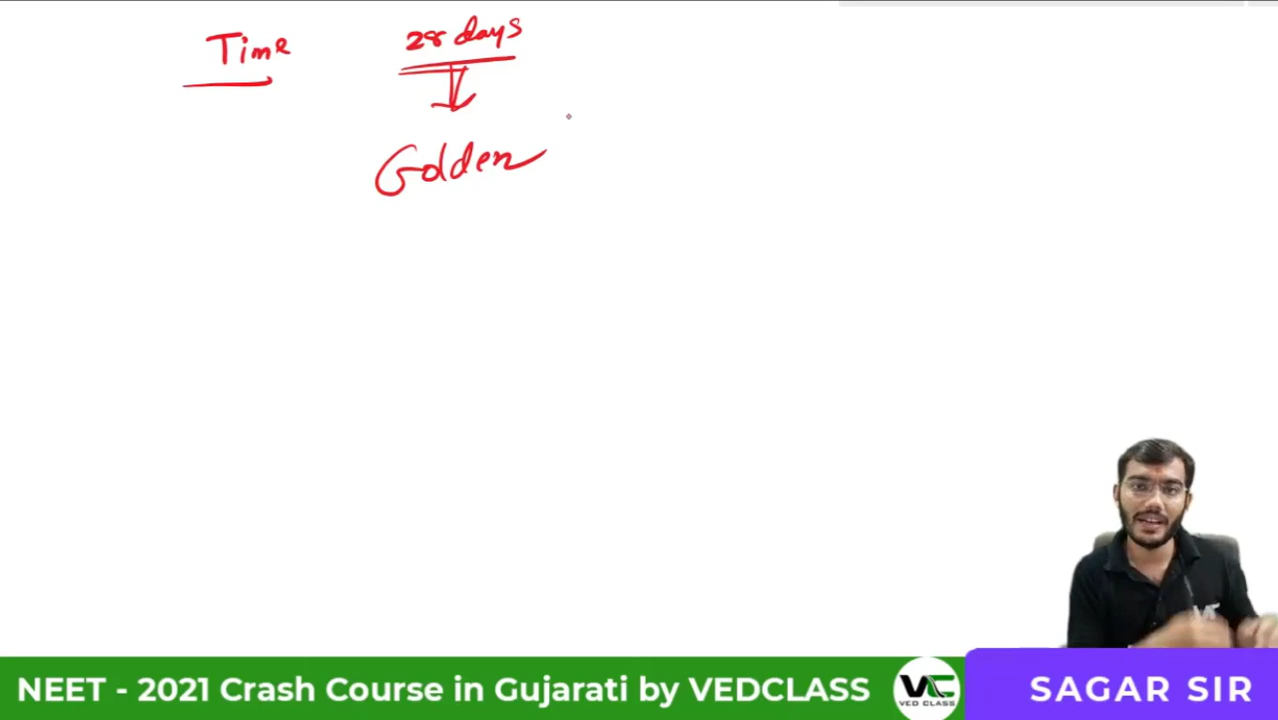 Time 28 days
Golden
NEET - 2021 Crash Course in Gujarati by VEDCLASS
VC
VED CLASS
SAGAR SIR